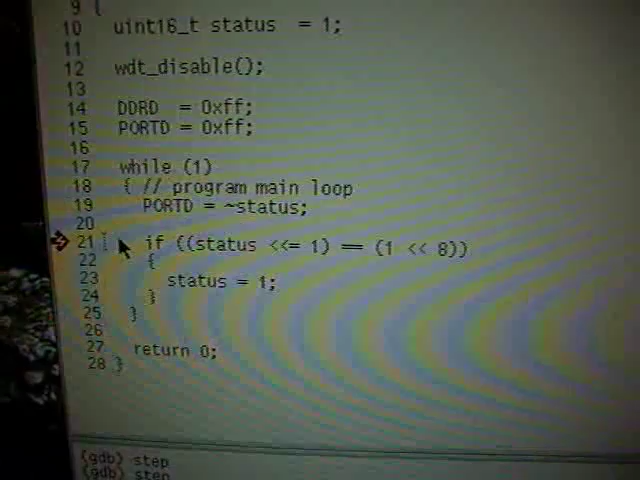 9 {
10 uint16_t status = 1;
11
12 wdt_disable();
13
14 DDRD = 0xff;
15 PORTD = 0xff;
16
17 while (1)
18 { // program main loop
19 PORTD = ~status;
20
21 if ((status <<= 1) == (1 << 8))
22 {
23 status = 1;
24 }
25 }
26
27 return 0;
28 }
(gdb) step
(gdb) step